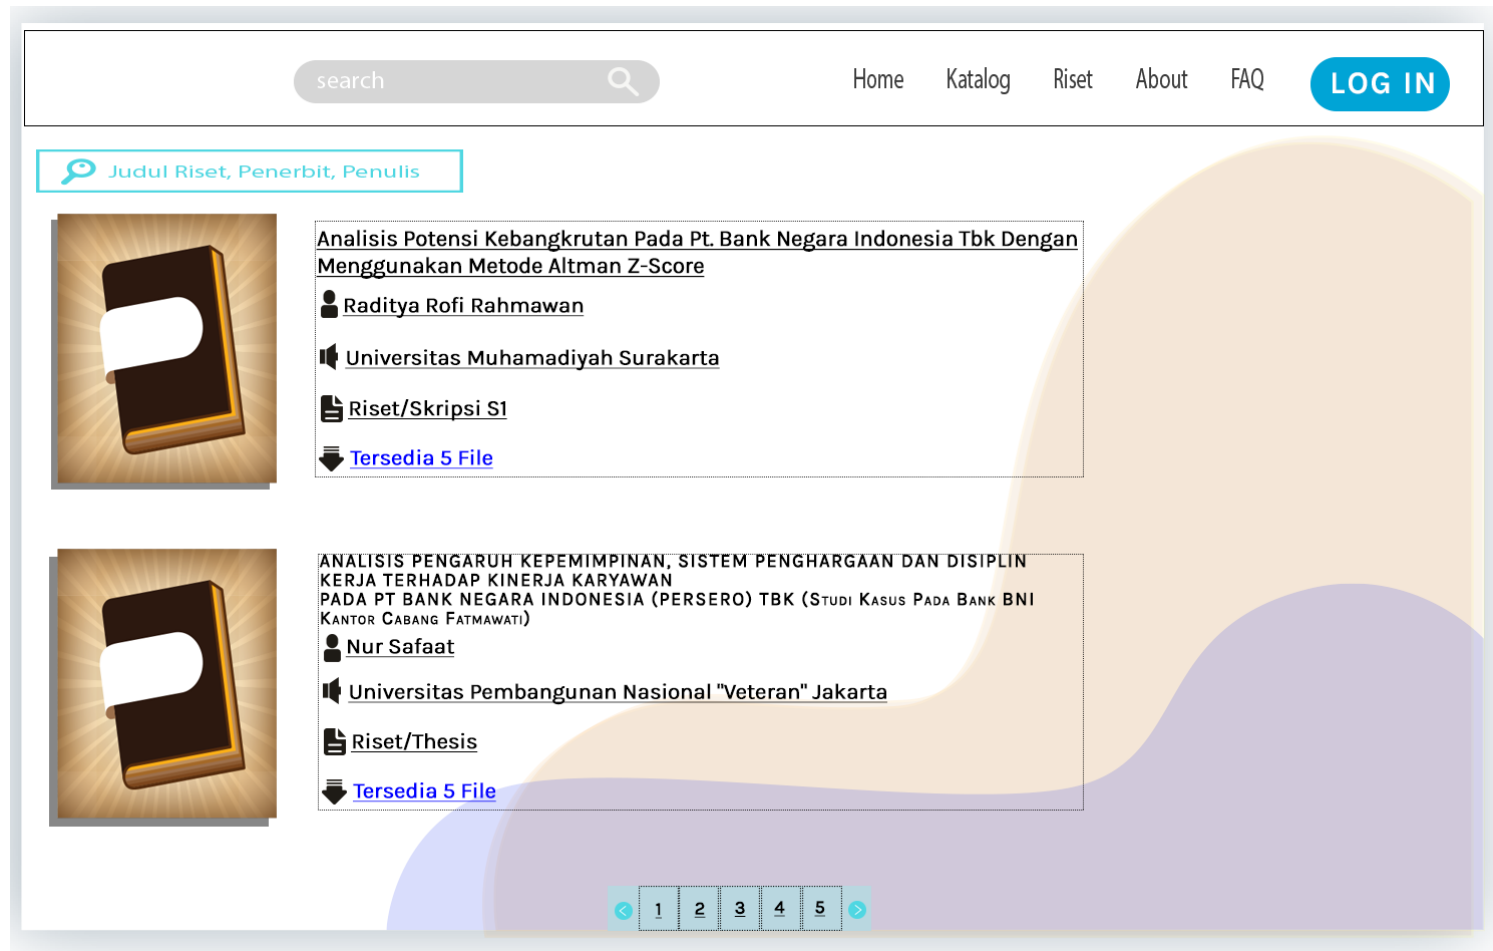 search
Home Katalog Riset About FAQ LOG IN
Judul Riset, Penerbit, Penulis
Analisis Potensi Kebangkrutan Pada Pt. Bank Negara Indonesia Tbk Dengan
Menggunakan Metode Altman Z-Score
Raditya Rofi Rahmawan
Universitas Muhamadiyah Surakarta
Riset/Skripsi S1
Tersedia 5 File
ANALISIS PENGARUH KEPEMIMPINAN, SISTEM PENGHARGAAN DAN DISIPLIN
KERJA TERHADAP KINERJA KARYAWAN
PADA PT BANK NEGARA INDONESIA (PERSERO) TBK (Studi Kasus Pada Bank BNI
Kantor Cabang Fatmawati)
Nur Safaat
Universitas Pembangunan Nasional "Veteran" Jakarta
Riset/Thesis
Tersedia 5 File
1 2 3 4 5